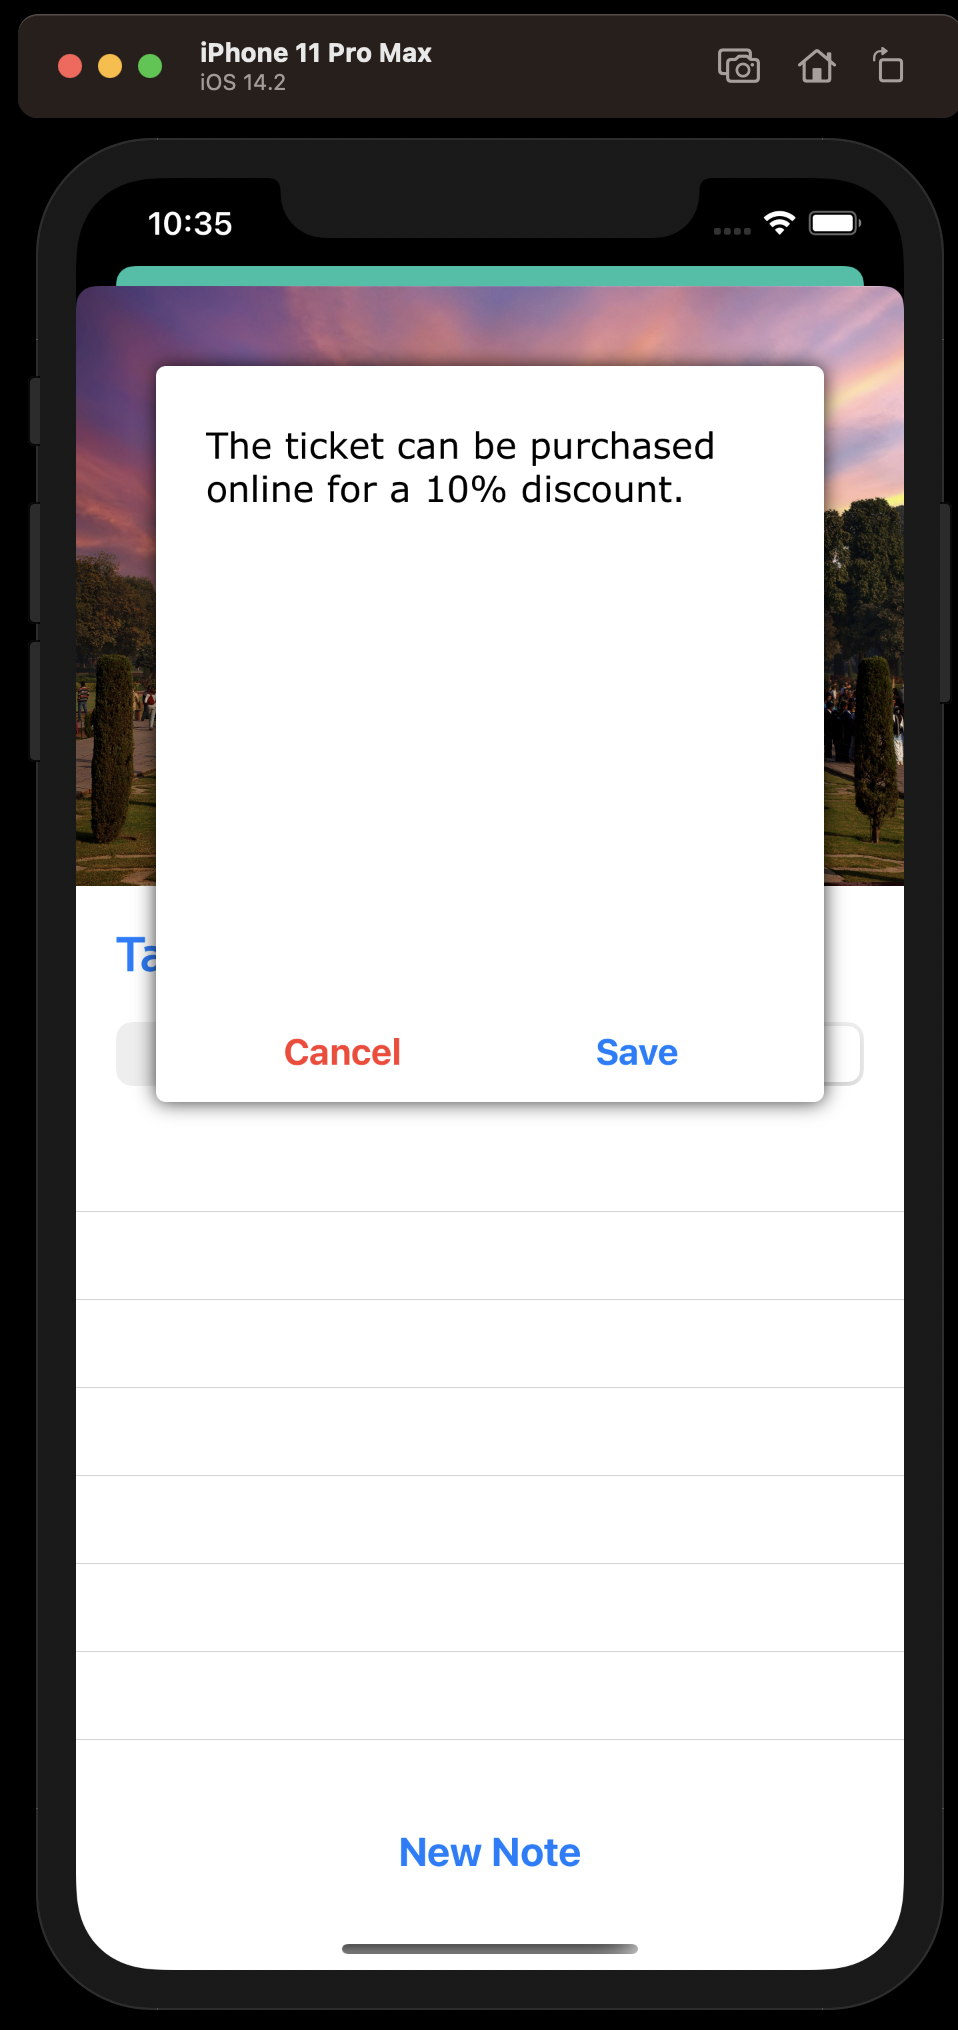 iPhone 11 Pro Max
iOS 14.2
10:35
The ticket can be purchased
online for a 10% discount.
Ta
Cancel
Save
New Note